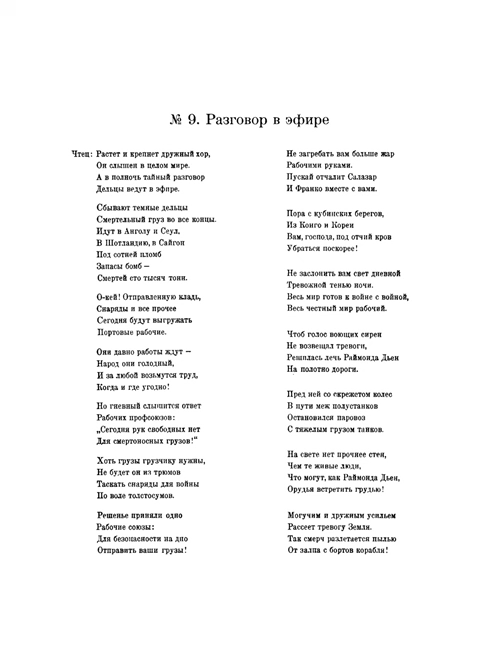 № 9. Разговор в эфире
Чтец: Растет и крепнет дружный хор,
Он слышен в целом мире.
А в полночь тайный разговор
Дельцы ведут в эфире.
Сбывают темные дельцы
Смертельный груз во все концы.
Идут в Анголу и Сеул,
В Шотландию, в Сайгон
Под сотней пломб
Запасы бомб —
Смертей сто тысяч тонн.
О-кей! Отправленную кладь,
Снаряды и все прочее
Сегодня будут выгружать
Портовые рабочие.
Они давно работы ждут —
Народ они голодный,
И за любой возьмутся труд,
Когда и где угодно!
Но гневный слышится ответ
Рабочих профсоюзов:
„Сегодня рук свободных нет
Для смертоносных грузов!“
Хоть грузы грузчику нужны,
Не будет он из трюмов
Таскать снаряды для войны
По воле толстосумов.
Решенье приняли одно
Рабочие союзы:
Для безопасности на дно
Отправить ваши грузы!
Не загребать вам больше жар
Рабочими руками.
Пускай отчалит Салазар
И Франко вместе с вами.
Пора с кубинских берегов,
Из Конго и Кореи
Вам, господа, под отчий кров
Убраться поскорее!
Не заслонить вам свет дневной
Тревожной тенью ночи.
Весь мир готов к войне с войной,
Весь честный мир рабочий.
Чтоб голос воющих сирен
Не возвещал тревоги,
Решилась лечь Раймонда Дьен
На полотно дороги.
Пред ней со скрежетом колес
В пути меж полустанков
Остановился паровоз
С тяжелым грузом танков.
На свете нет прочнее стен,
Чем те живые люди,
Что могут, как Раймонда Дьен,
Орудья встретить грудью!
Могучим и дружным усильем
Рассеет тревогу Земля.
Так смерч разлетается пылью
От залпа с бортов корабля!